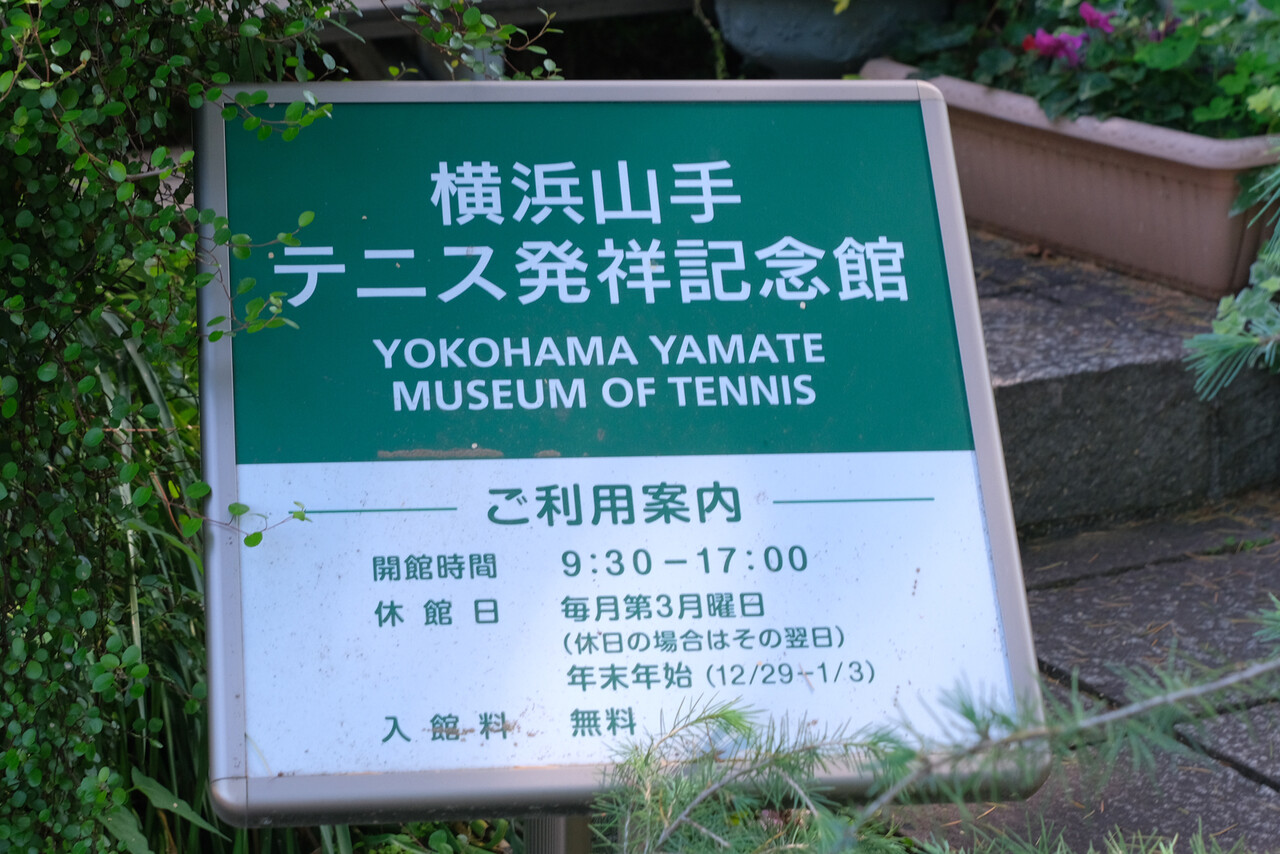 横浜山手
テニス発祥記念館
YOKOHAMA YAMATE
MUSEUM OF TENNIS
ご利用案内
開館時間 9:30－17:00
休館日 毎月第3月曜日
（休日の場合はその翌日）
年末年始（12/29－1/3）
入館料 無料